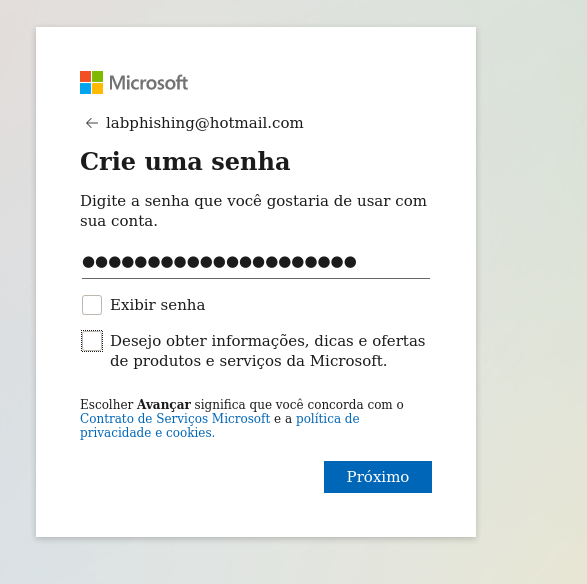 Microsoft
← labphishing@hotmail.com
Crie uma senha
Digite a senha que você gostaria de usar com
sua conta.
●●●●●●●●●●●●●●●●●●●●●
Exibir senha
Desejo obter informações, dicas e ofertas
de produtos e serviços da Microsoft.
Escolher Avançar significa que você concorda com o
Contrato de Serviços Microsoft e a política de
privacidade e cookies.
Próximo